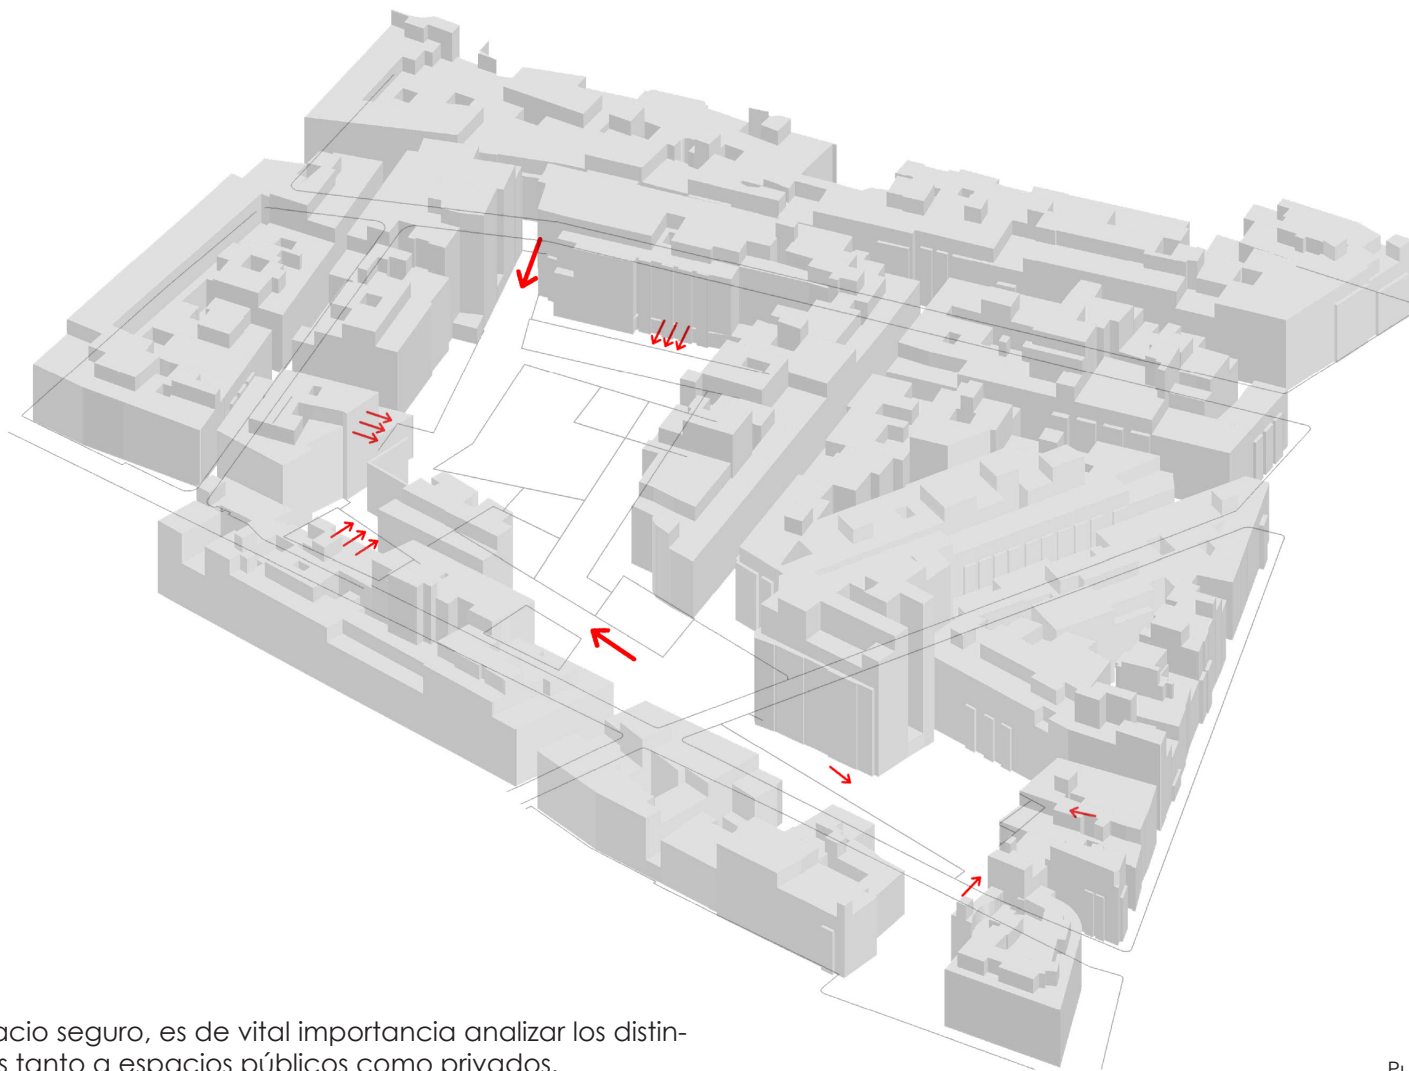 acio seguro, es de vital importancia analizar los distin-
s tanto a espacios públicos como privados.